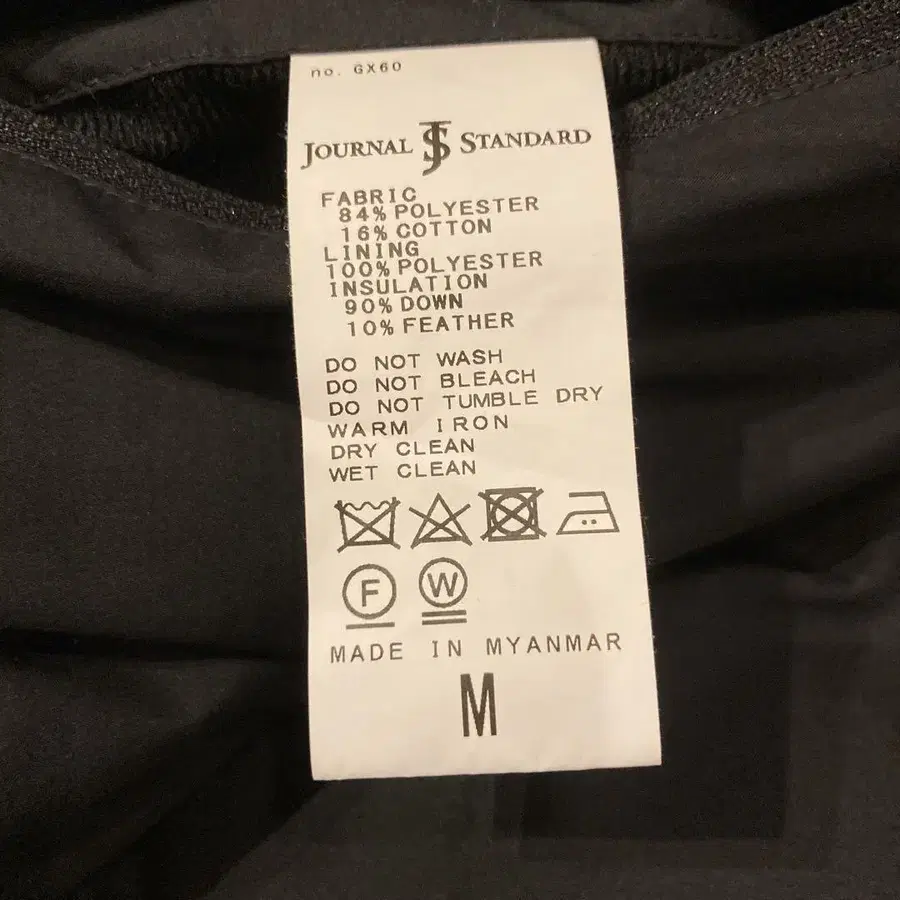 no. GX60
JOURNAL JS STANDARD
FABRIC
84% POLYESTER
16% COTTON
LINING
100% POLYESTER
INSULATION
90% DOWN
10% FEATHER
DO NOT WASH
DO NOT BLEACH
DO NOT TUMBLE DRY
WARM IRON
DRY CLEAN
WET CLEAN
F W
MADE IN MYANMAR
M